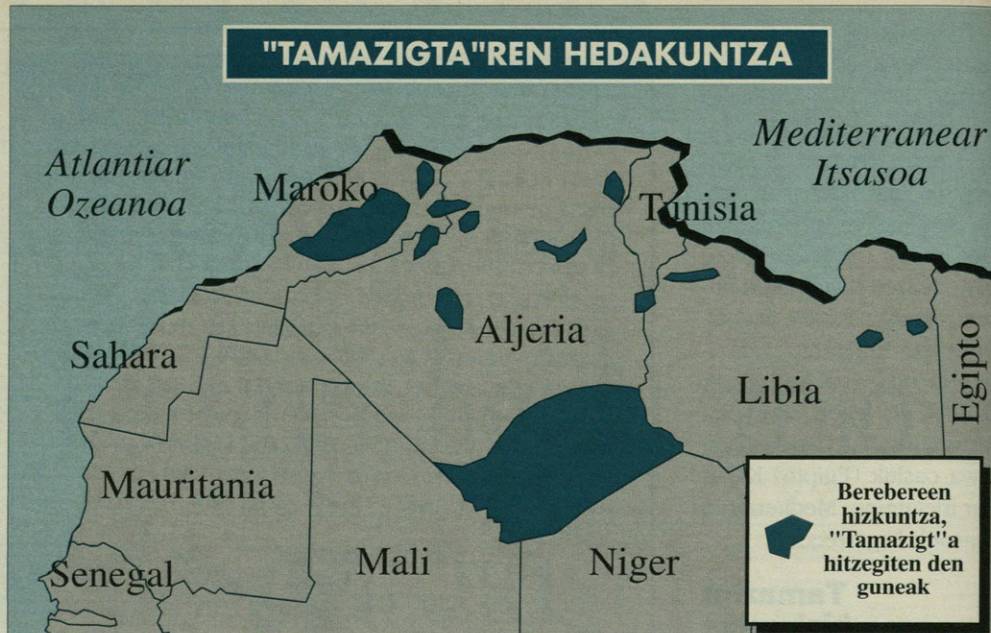 "TAMAZIGTA"REN HEDAKUNTZA
Atlantiar
Ozeanoa
Mediterranear
Itsasoa
Maroko
Tunisia
Aljeria
Sahara
Libia
Egipto
Mauritania
Mali
Niger
Senegal
Berebereen
hizkuntza,
"Tamazigt"a
hitzegiten den
guneak